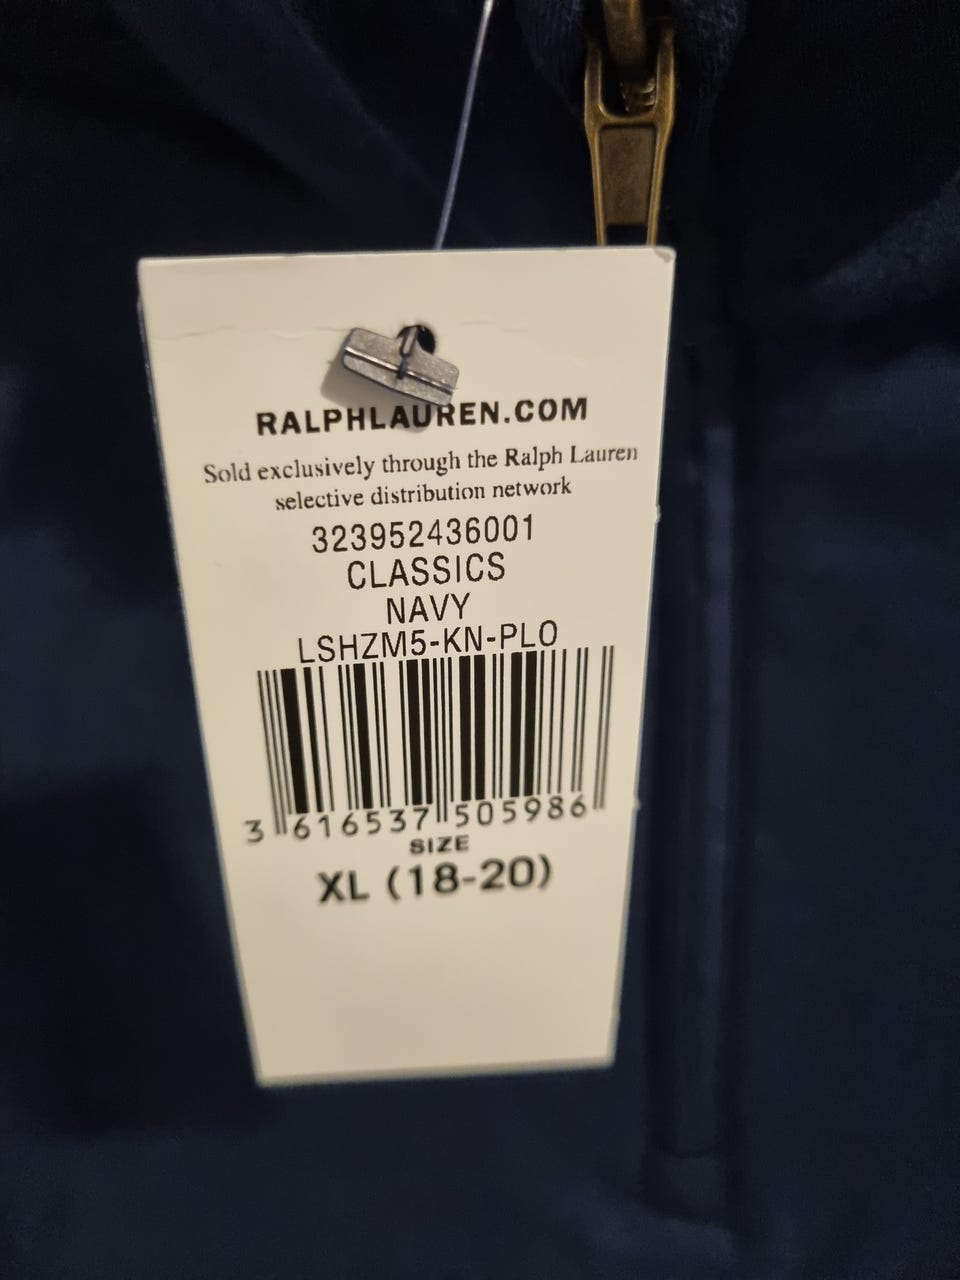 RALPHLAUREN.COM
Sold exclusively through the Ralph Lauren
selective distribution network
323952436001
CLASSICS
NAVY
LSHZM5-KN-PLO
3 616537 505986
SIZE
XL (18-20)